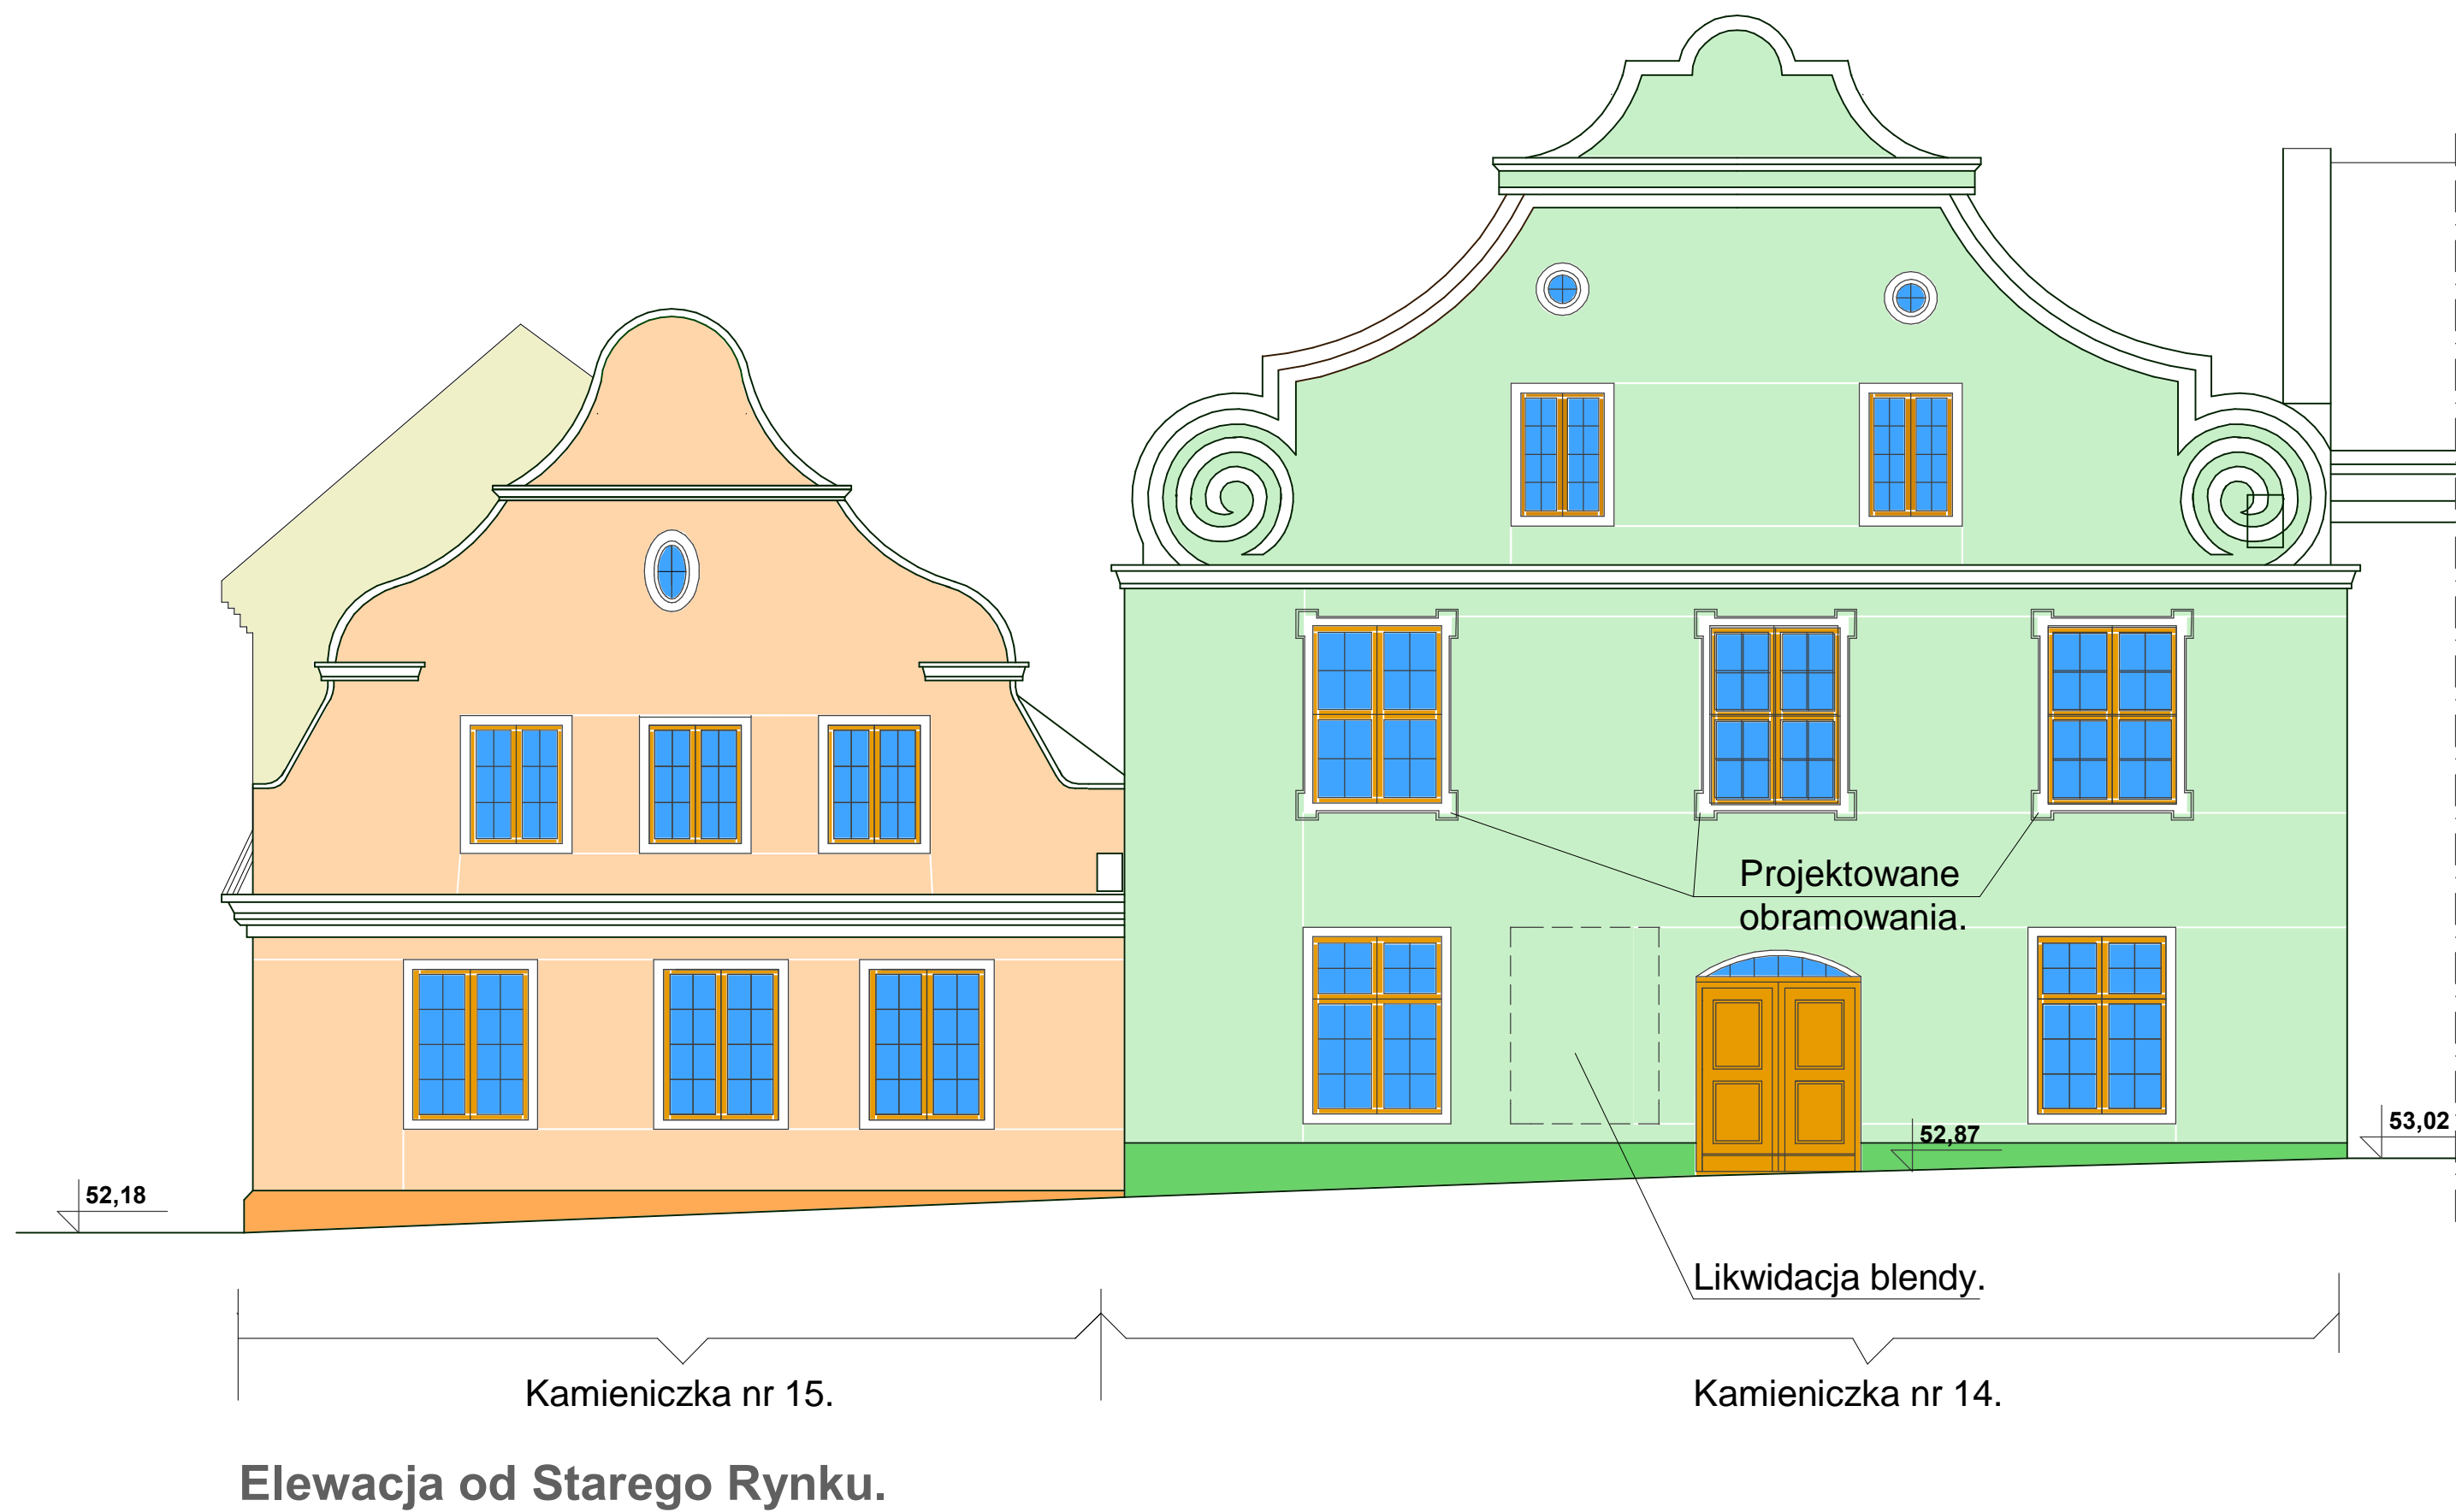 Projektowane
obramowania.
53,02
52,87
52,18
Likwidacja blendy.
Kamieniczka nr 15.
Kamieniczka nr 14.
Elewacja od Starego Rynku.